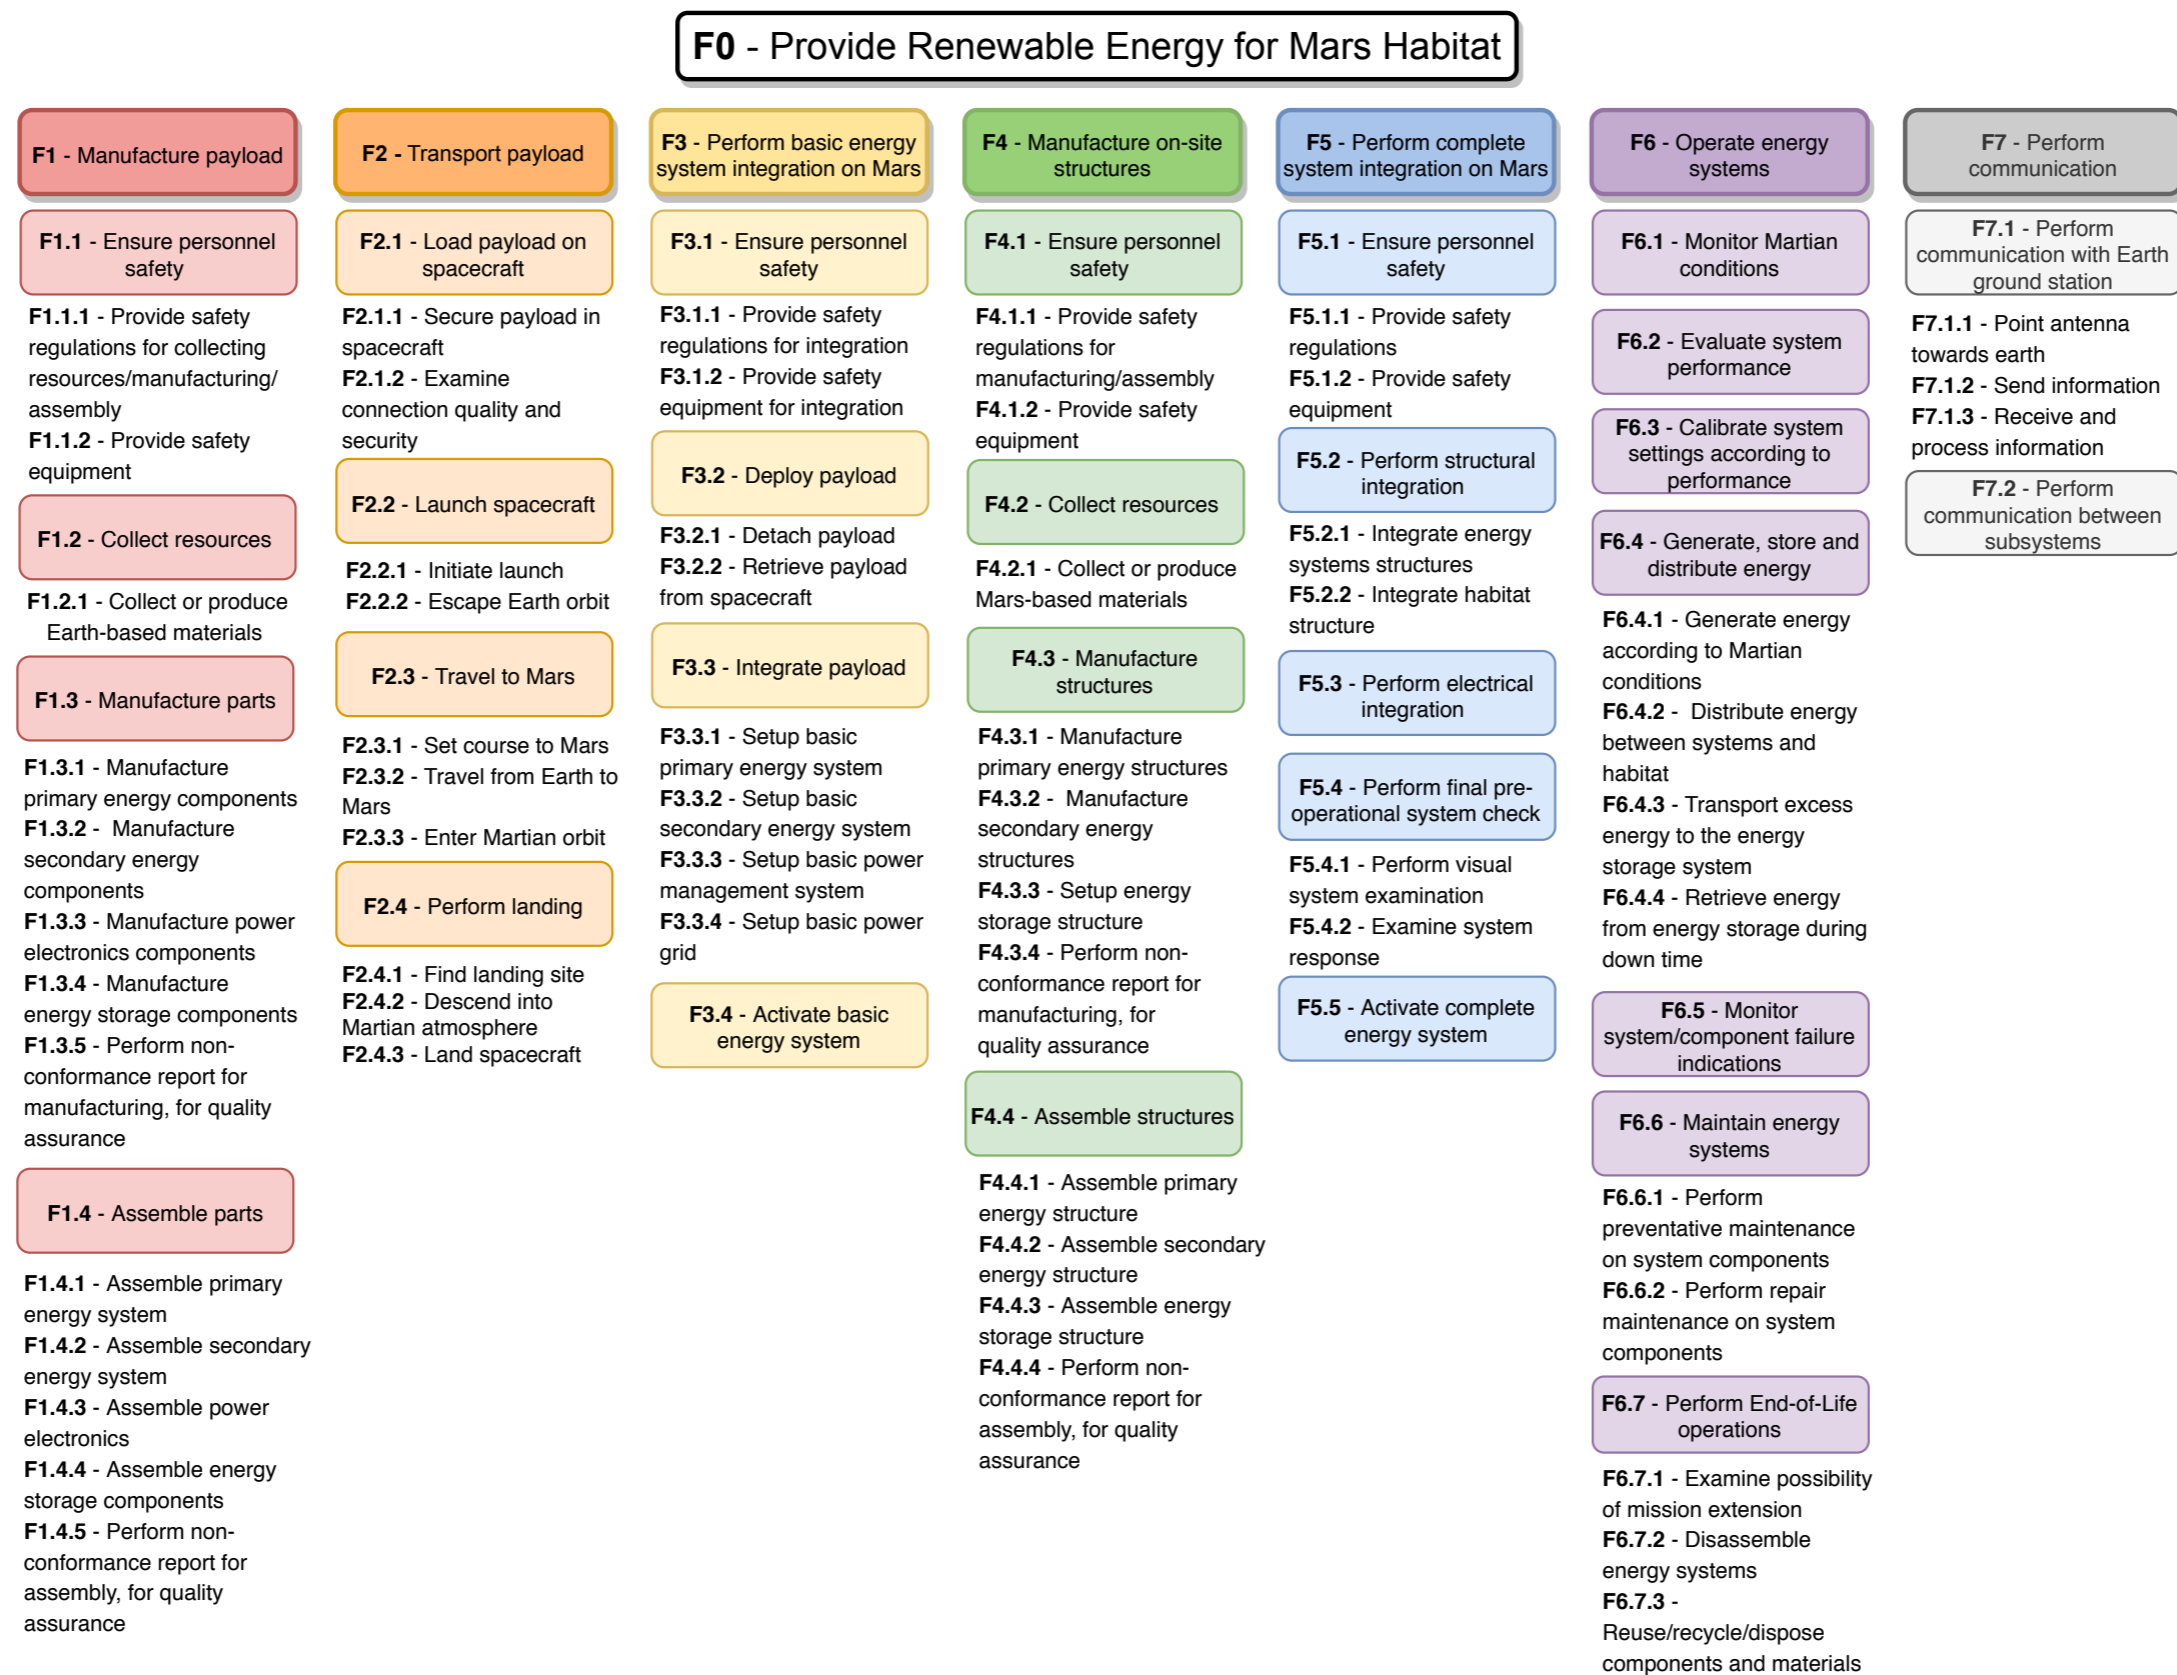 F0 - Provide Renewable Energy for Mars Habitat
F1 - Manufacture payload
F1.1 - Ensure personnel
safety
F1.1.1 - Provide safety
regulations for collecting
resources/manufacturing/
assembly
F1.1.2 - Provide safety
equipment
F1.2 - Collect resources
F1.2.1 - Collect or produce
Earth-based materials
F1.3 - Manufacture parts
F1.3.1 - Manufacture
primary energy components
F1.3.2 - Manufacture
secondary energy
components
F1.3.3 - Manufacture power
electronics components
F1.3.4 - Manufacture
energy storage components
F1.3.5 - Perform non-
conformance report for
manufacturing, for quality
assurance
F1.4 - Assemble parts
F1.4.1 - Assemble primary
energy system
F1.4.2 - Assemble secondary
energy system
F1.4.3 - Assemble power
electronics
F1.4.4 - Assemble energy
storage components
F1.4.5 - Perform non-
conformance report for
assembly, for quality
assurance
F2 - Transport payload
F2.1 - Load payload on
spacecraft
F2.1.1 - Secure payload in
spacecraft
F2.1.2 - Examine
connection quality and
security
F2.2 - Launch spacecraft
F2.2.1 - Initiate launch
F2.2.2 - Escape Earth orbit
F2.3 - Travel to Mars
F2.3.1 - Set course to Mars
F2.3.2 - Travel from Earth to
Mars
F2.3.3 - Enter Martian orbit
F2.4 - Perform landing
F2.4.1 - Find landing site
F2.4.2 - Descend into
Martian atmosphere
F2.4.3 - Land spacecraft
F3 - Perform basic energy
system integration on Mars
F3.1 - Ensure personnel
safety
F3.1.1 - Provide safety
regulations for integration
F3.1.2 - Provide safety
equipment for integration
F3.2 - Deploy payload
F3.2.1 - Detach payload
F3.2.2 - Retrieve payload
from spacecraft
F3.3 - Integrate payload
F3.3.1 - Setup basic
primary energy system
F3.3.2 - Setup basic
secondary energy system
F3.3.3 - Setup basic power
management system
F3.3.4 - Setup basic power
grid
F3.4 - Activate basic
energy system
F4 - Manufacture on-site
structures
F4.1 - Ensure personnel
safety
F4.1.1 - Provide safety
regulations for
manufacturing/assembly
F4.1.2 - Provide safety
equipment
F4.2 - Collect resources
F4.2.1 - Collect or produce
Mars-based materials
F4.3 - Manufacture
structures
F4.3.1 - Manufacture
primary energy structures
F4.3.2 - Manufacture
secondary energy
structures
F4.3.3 - Setup energy
storage structure
F4.3.4 - Perform non-
conformance report for
manufacturing, for
quality assurance
F4.4 - Assemble structures
F4.4.1 - Assemble primary
energy structure
F4.4.2 - Assemble secondary
energy structure
F4.4.3 - Assemble energy
storage structure
F4.4.4 - Perform non-
conformance report for
assembly, for quality
assurance
F5 - Perform complete
system integration on Mars
F5.1 - Ensure personnel
safety
F5.1.1 - Provide safety
regulations
F5.1.2 - Provide safety
equipment
F5.2 - Perform structural
integration
F5.2.1 - Integrate energy
systems structures
F5.2.2 - Integrate habitat
structure
F5.3 - Perform electrical
integration
F5.4 - Perform final pre-
operational system check
F5.4.1 - Perform visual
system examination
F5.4.2 - Examine system
response
F5.5 - Activate complete
energy system
F6 - Operate energy
systems
F6.1 - Monitor Martian
conditions
F6.2 - Evaluate system
performance
F6.3 - Calibrate system
settings according to
performance
F6.4 - Generate, store and
distribute energy
F6.4.1 - Generate energy
according to Martian
conditions
F6.4.2 - Distribute energy
between systems and
habitat
F6.4.3 - Transport excess
energy to the energy
storage system
F6.4.4 - Retrieve energy
from energy storage during
down time
F6.5 - Monitor
system/component failure
indications
F6.6 - Maintain energy
systems
F6.6.1 - Perform
preventative maintenance
on system components
F6.6.2 - Perform repair
maintenance on system
components
F6.7 - Perform End-of-Life
operations
F6.7.1 - Examine possibility
of mission extension
F6.7.2 - Disassemble
energy systems
F6.7.3 -
Reuse/recycle/dispose
components and materials
F7 - Perform
communication
F7.1 - Perform
communication with Earth
ground station
F7.1.1 - Point antenna
towards earth
F7.1.2 - Send information
F7.1.3 - Receive and
process information
F7.2 - Perform
communication between
subsystems